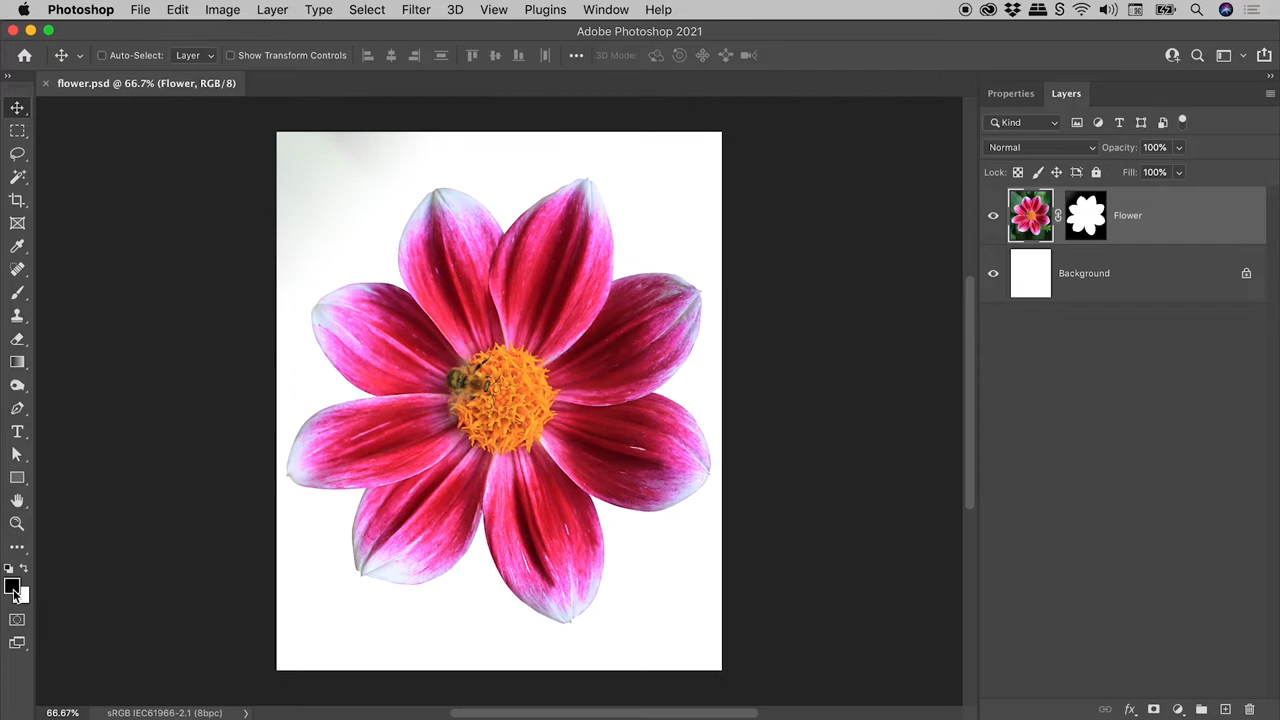 Photoshop File Edit Image Layer Type Select Filter 3D View Plugins Window Help
Adobe Photoshop 2021
Auto-Select: Layer Show Transform Controls 3D Mode:
flower.psd @ 66.7% (Flower, RGB/8)
Properties Layers
Kind
Normal Opacity: 100%
Lock: Fill: 100%
Flower
Background
66.67% sRGB IEC61966-2.1 (8bpc)